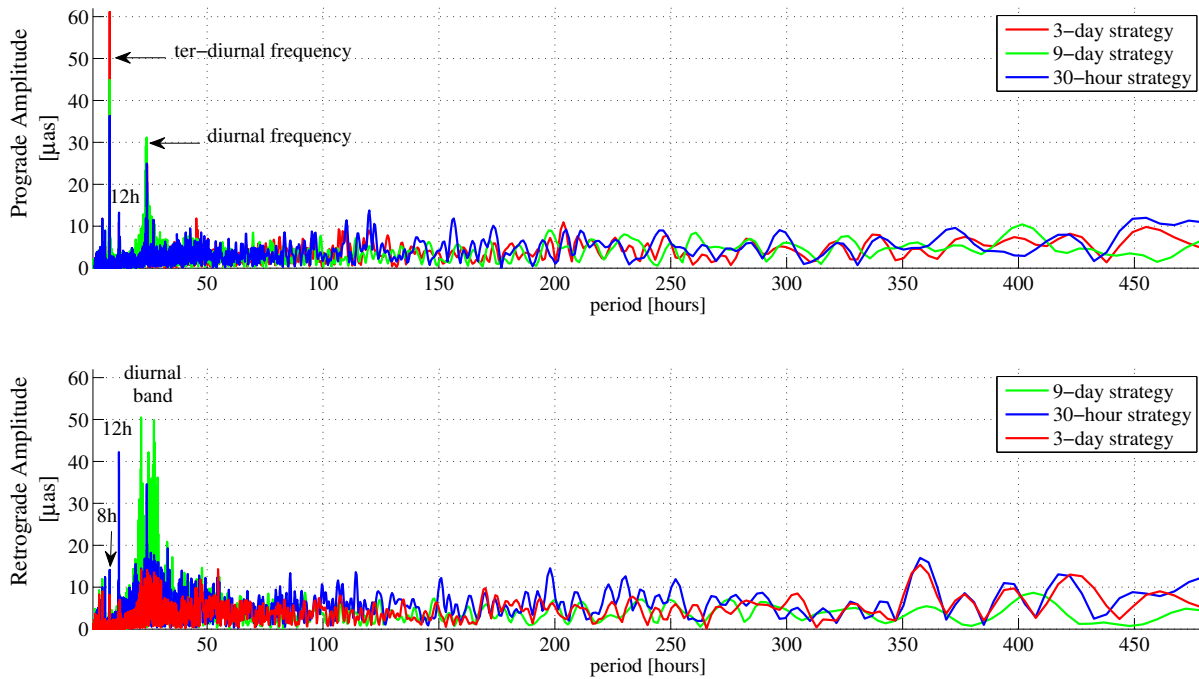 Prograde Amplitude
[µas]
60
50
40
30
20
10
0
ter−diurnal frequency
diurnal frequency
12h
3−day strategy
9−day strategy
30−hour strategy
50
100
150
200
250
300
350
400
450
period [hours]
Retrograde Amplitude
[µas]
60
50
40
30
20
10
0
diurnal
band
12h
8h
9−day strategy
30−hour strategy
3−day strategy
50
100
150
200
250
300
350
400
450
period [hours]